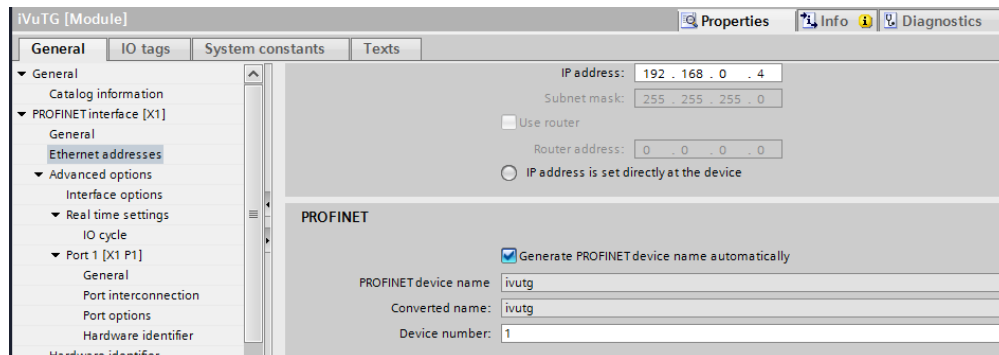 iVuTG [Module]
Properties
Info
Diagnostics
General
IO tags
System constants
Texts
General
Catalog information
PROFINET interface [X1]
General
Ethernet addresses
Advanced options
Interface options
Real time settings
IO cycle
Port 1 [X1 P1]
General
Port interconnection
Port options
Hardware identifier
Hardware identifier
IP address: 192 . 168 . 0 . 4
Subnet mask: 255 . 255 . 255 . 0
Use router
Router address: 0 . 0 . 0 . 0
IP address is set directly at the device
PROFINET
Generate PROFINET device name automatically
PROFINET device name ivutg
Converted name: ivutg
Device number: 1